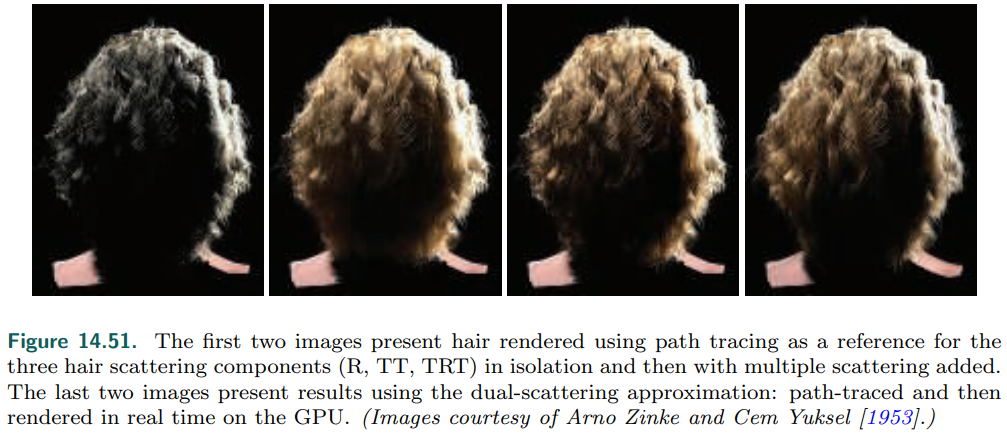 Figure 14.51. The first two images present hair rendered using path tracing as a reference for the
three hair scattering components (R, TT, TRT) in isolation and then with multiple scattering added.
The last two images present results using the dual-scattering approximation: path-traced and then
rendered in real time on the GPU. (Images courtesy of Arno Zinke and Cem Yuksel [1953].)